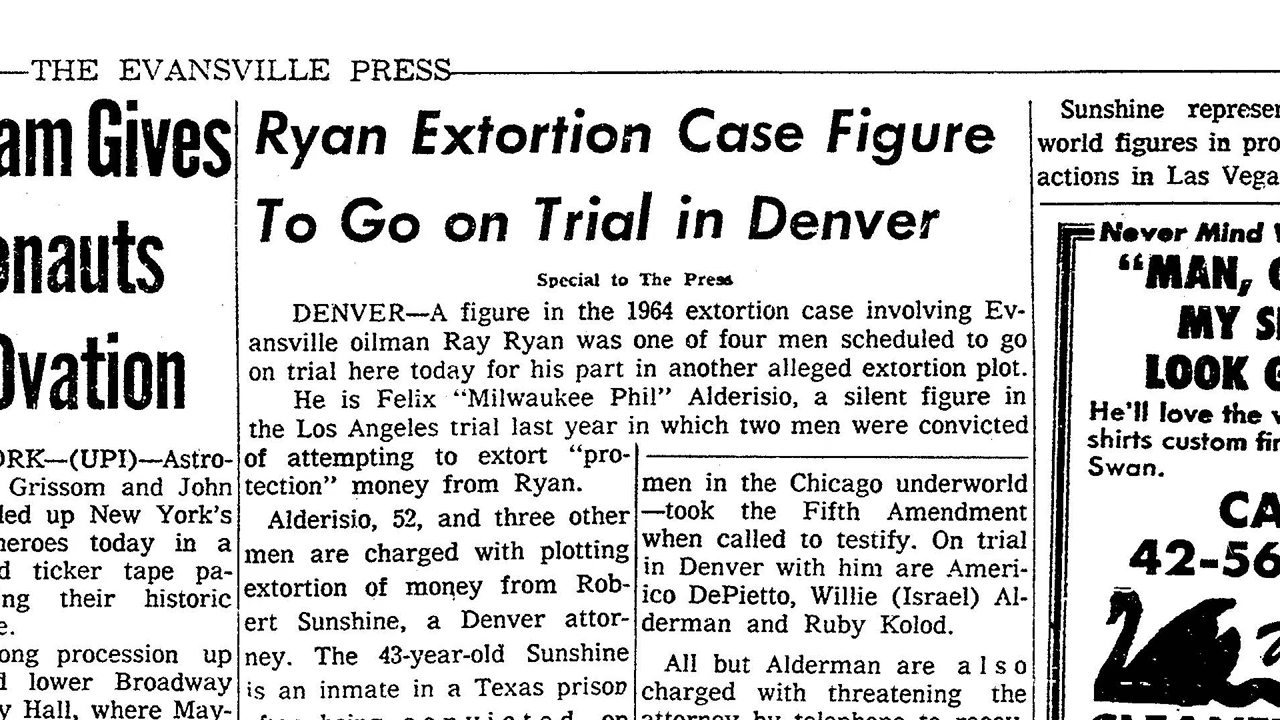 THE EVANSVILLE PRESS
am Gives
onauts
Ovation
ORK—(UPI)—Astro-
Grissom and John
led up New York's
heroes today in a
d ticker tape pa-
ng their historic
e.
ong procession up
d lower Broadway
y Hall, where May-
Ryan Extortion Case Figure
To Go on Trial in Denver
Special to The Press
DENVER—A figure in the 1964 extortion case involving Ev-
ansville oilman Ray Ryan was one of four men scheduled to go
on trial here today for his part in another alleged extortion plot.
He is Felix “Milwaukee Phil” Alderisio, a silent figure in
the Los Angeles trial last year in which two men were convicted
of attempting to extort “pro-
tection” money from Ryan.
Alderisio, 52, and three other
men are charged with plotting
extortion of money from Rob-
ert Sunshine, a Denver attor-
ney. The 43-year-old Sunshine
is an inmate in a Texas prison
men in the Chicago underworld
—took the Fifth Amendment
when called to testify. On trial
in Denver with him are Ameri-
ico DePietto, Willie (Israel) Al-
derman and Ruby Kolod.
All but Alderman are also
charged with threatening the
attorney by telephone to recov-
Sunshine represen
world figures in pro
actions in Las Vega
Never Mind
“MAN,
MY S
LOOK G
He'll love the
shirts custom fin
Swan.
CA
42-56